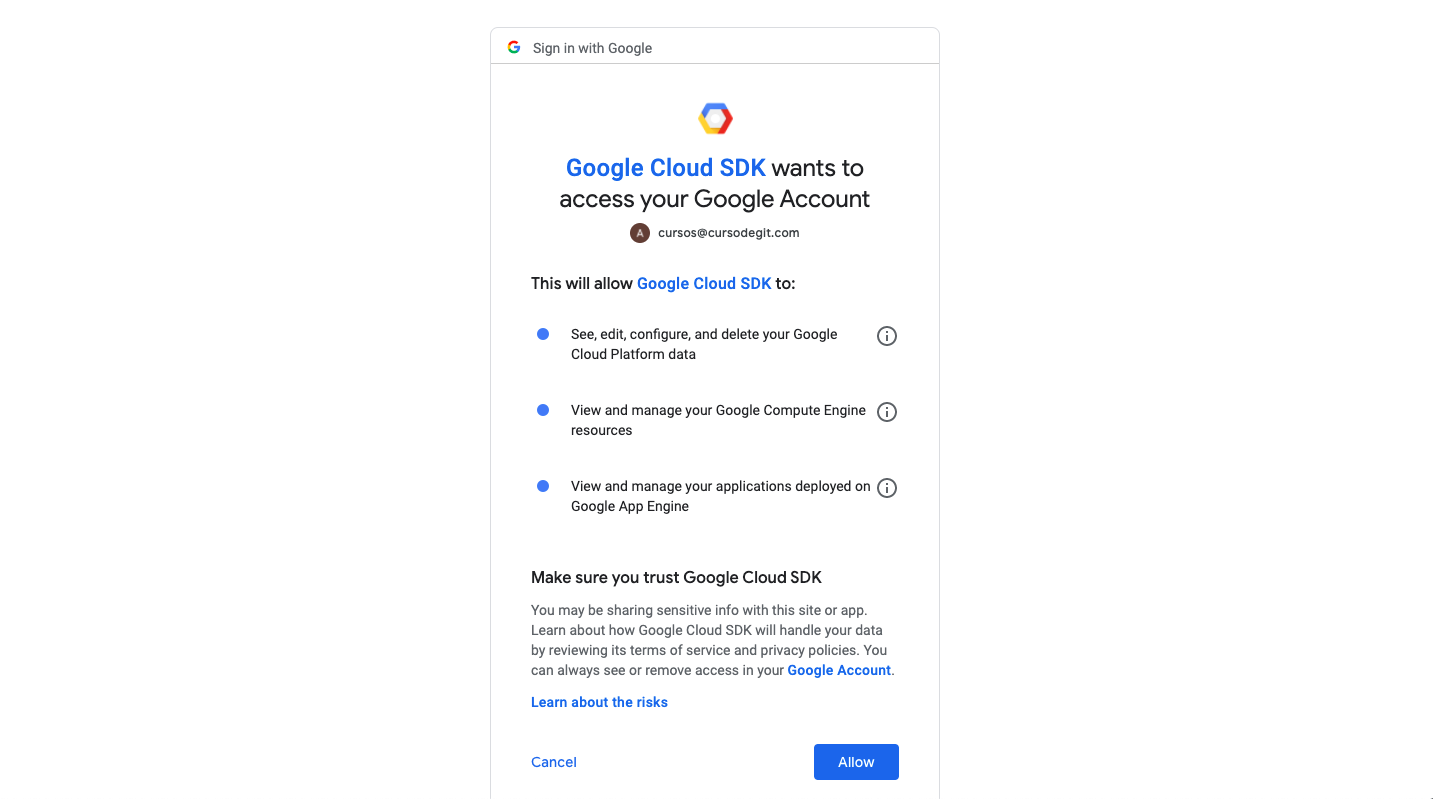 Sign in with Google
Google Cloud SDK wants to
access your Google Account
A cursos@cursodegit.com
This will allow Google Cloud SDK to:
See, edit, configure, and delete your Google
Cloud Platform data
View and manage your Google Compute Engine
resources
View and manage your applications deployed on
Google App Engine
Make sure you trust Google Cloud SDK
You may be sharing sensitive info with this site or app.
Learn about how Google Cloud SDK will handle your data
by reviewing its terms of service and privacy policies. You
can always see or remove access in your Google Account.
Learn about the risks
Cancel Allow